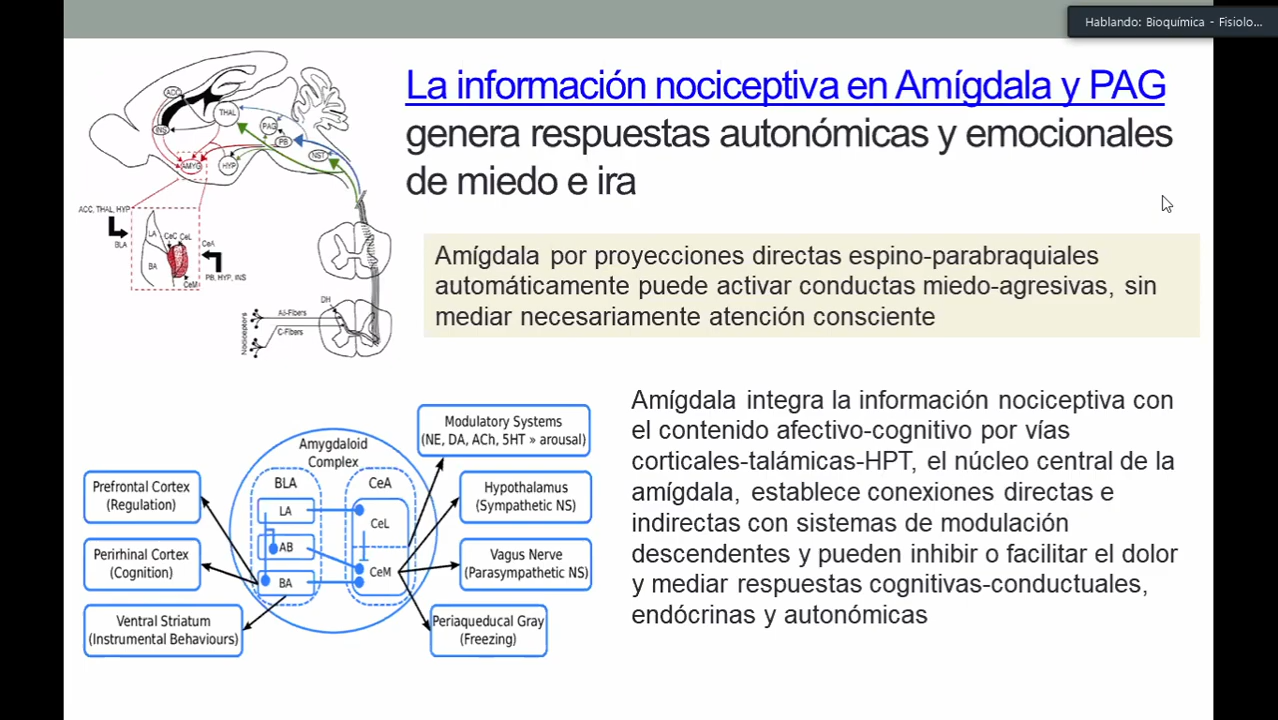 Hablando: Bioquímica - Fisiolo...
La información nociceptiva en Amígdala y PAG
genera respuestas autonómicas y emocionales
de miedo e ira
Amígdala por proyecciones directas espino-parabraquiales
automáticamente puede activar conductas miedo-agresivas, sin
mediar necesariamente atención consciente
ACC
THAL
INS
PAG
PB
NST
AMYG
HYP
ACC, THAL, HYP
BLA
LA
CeC CeL
BA
CeM
CeA
PB, HYP, INS
DH
Aδ-Fibers
C-Fibers
Nociceptors
Amígdala integra la información nociceptiva con
el contenido afectivo-cognitivo por vías
corticales-talámicas-HPT, el núcleo central de la
amígdala, establece conexiones directas e
indirectas con sistemas de modulación
descendentes y pueden inhibir o facilitar el dolor
y mediar respuestas cognitivas-conductuales,
endócrinas y autonómicas
Amygdaloid
Complex
BLA
CeA
LA
AB
BA
CeL
CeM
Prefrontal Cortex
(Regulation)
Perirhinal Cortex
(Cognition)
Ventral Striatum
(Instrumental Behaviours)
Modulatory Systems
(NE, DA, ACh, 5HT » arousal)
Hypothalamus
(Sympathetic NS)
Vagus Nerve
(Parasympathetic NS)
Periaqueducal Gray
(Freezing)